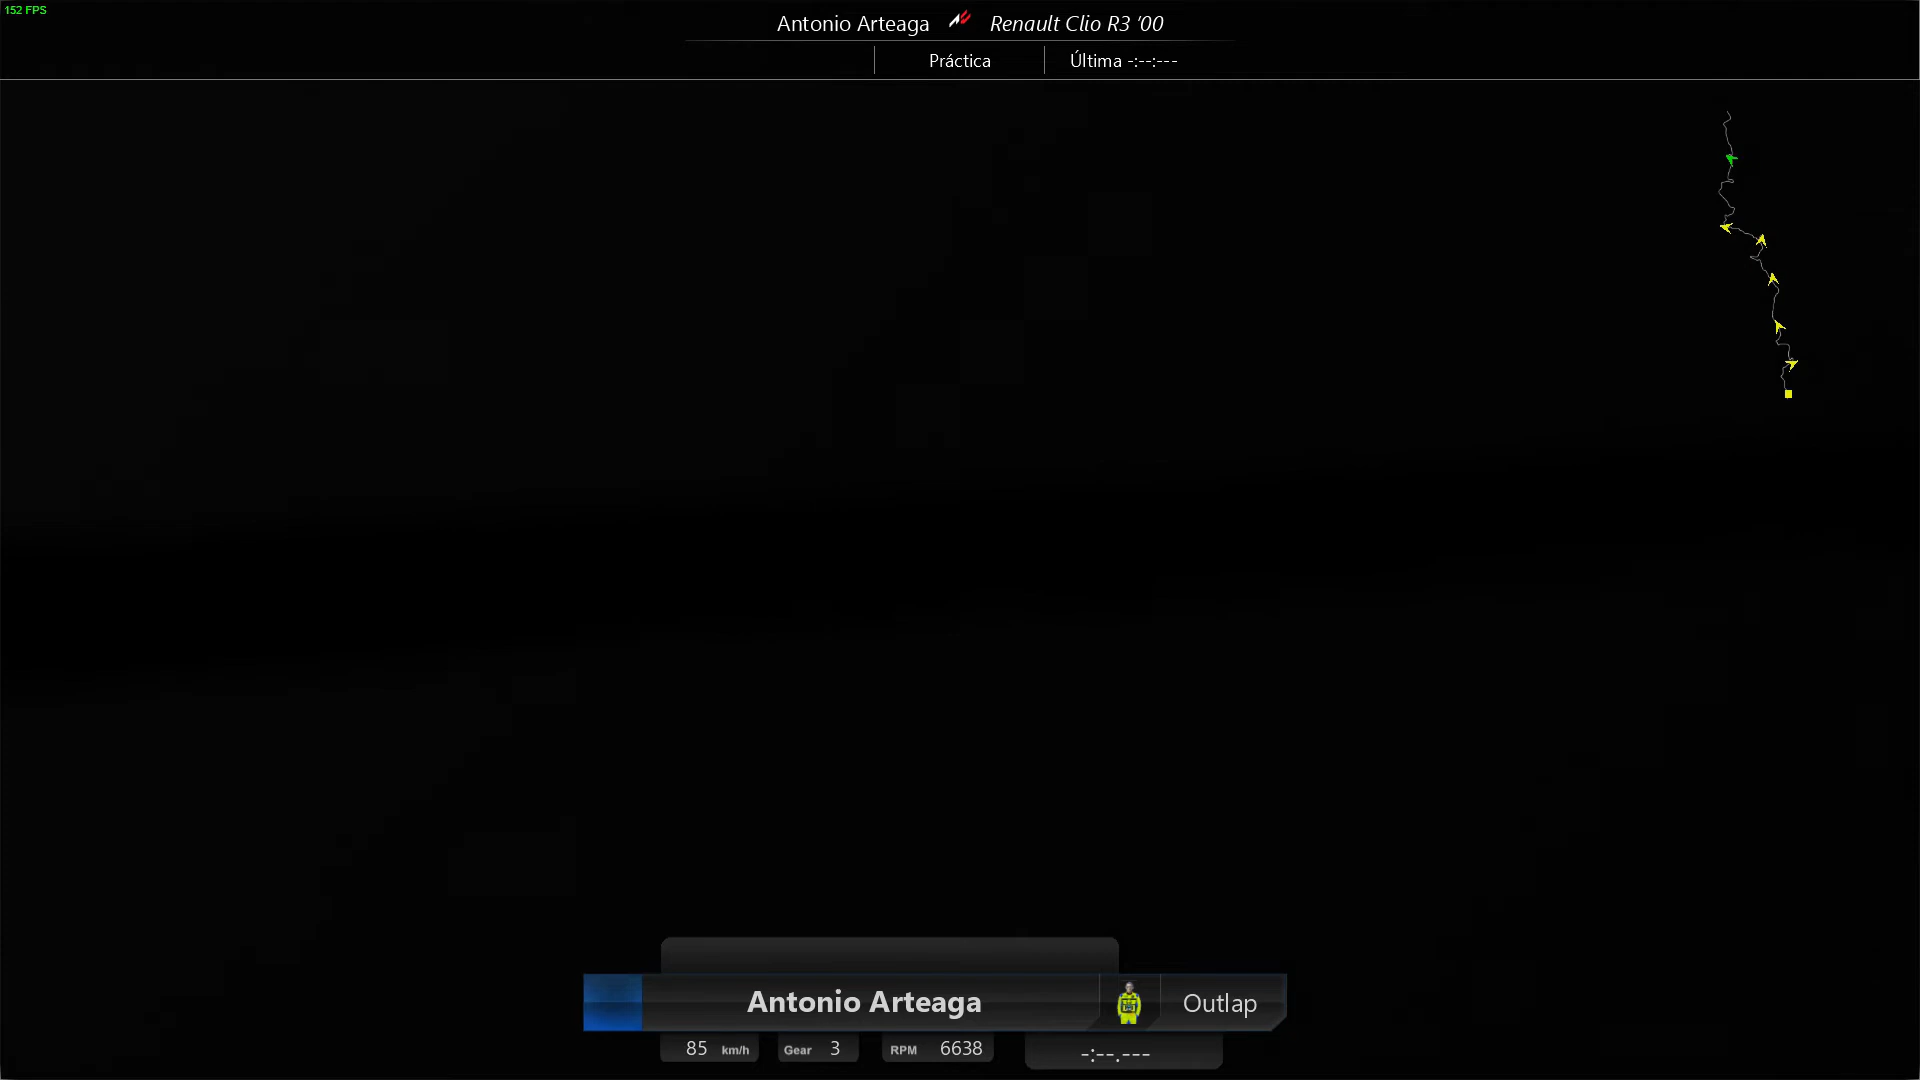 152 FPS
Antonio Arteaga Renault Clio R3 '00
Práctica Última -:--:---
Antonio Arteaga Outlap
85 km/h Gear 3 RPM 6638 -:--.---